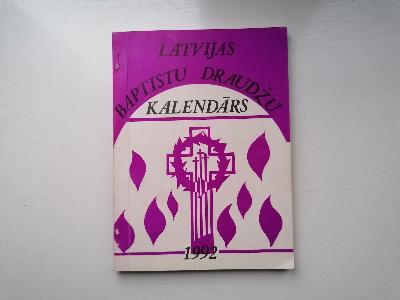 LATVIJAS
BAPTISTU DRAUDŽU
KALENDĀRS
1992